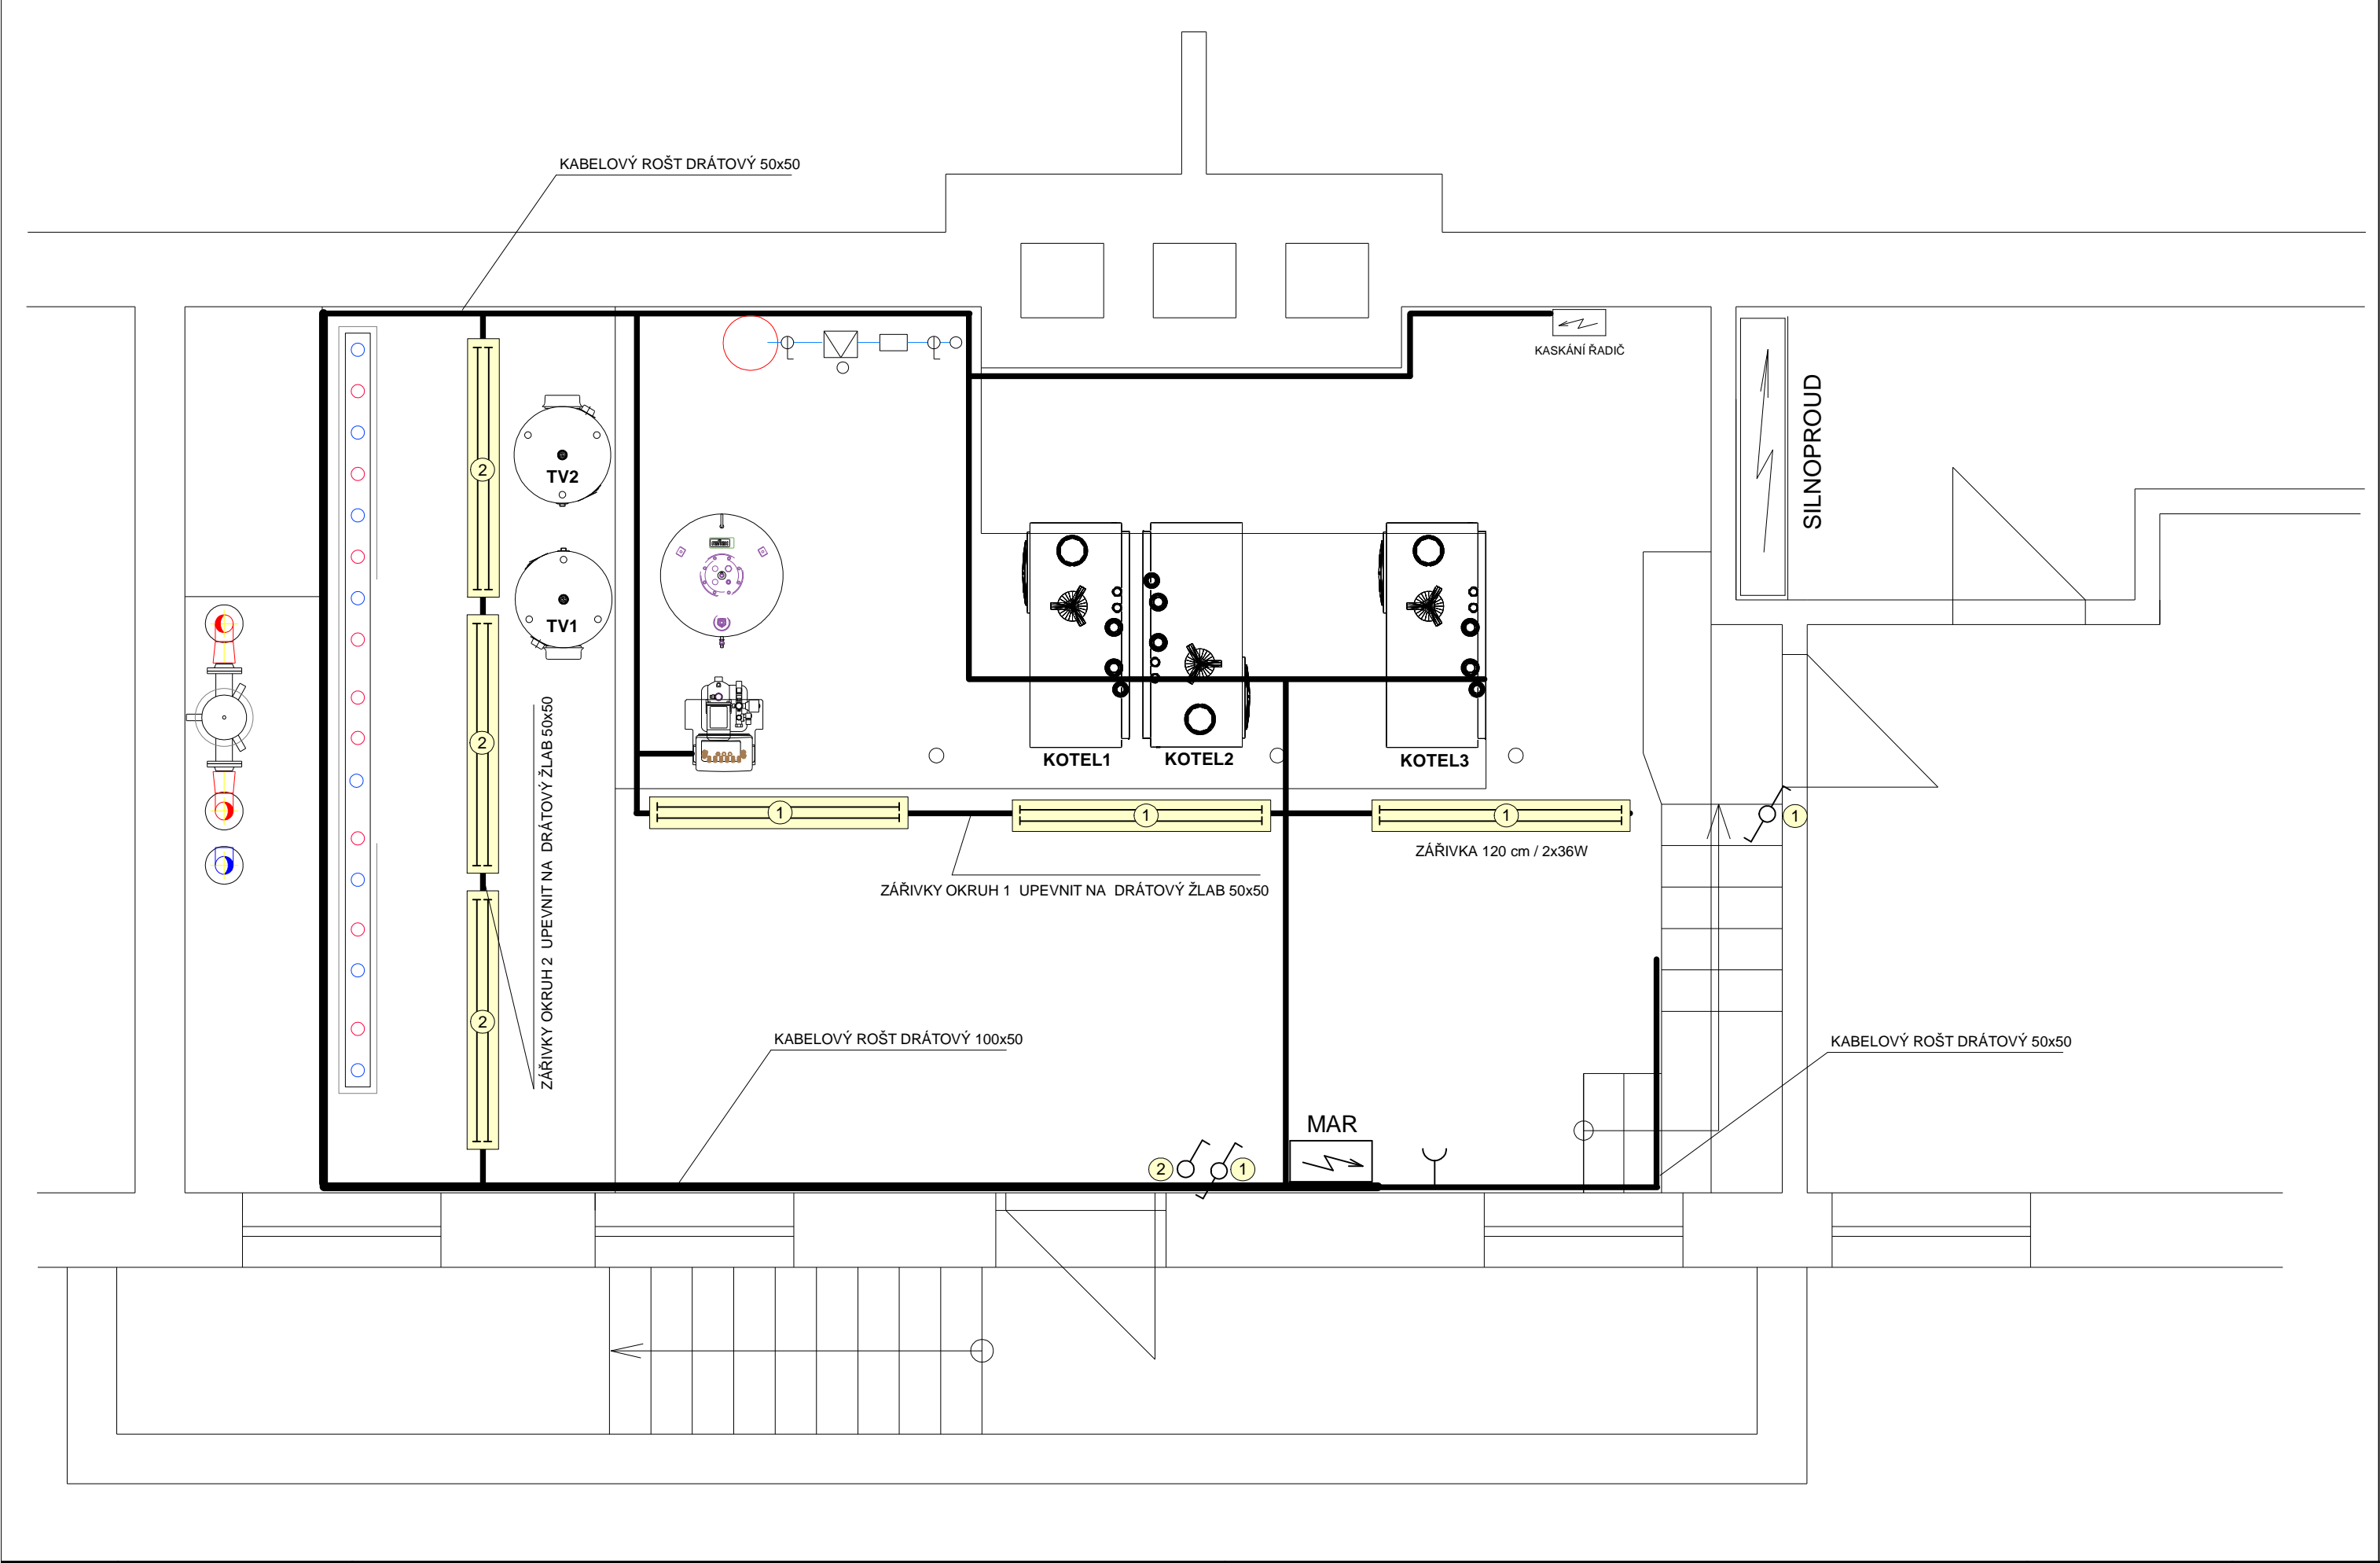 KABELOVÝ ROŠT DRÁTOVÝ 50x50
KASKÁNÍ ŘADIČ
SILNOPROUD
2
TV2
TV1
2
ZÁŘIVKY OKRUH 2 UPEVNIT NA DRÁTOVÝ ŽLAB 50x50
KOTEL1
KOTEL2
KOTEL3
1
1
1
1
ZÁŘIVKA 120 cm / 2x36W
ZÁŘIVKY OKRUH 1 UPEVNIT NA DRÁTOVÝ ŽLAB 50x50
2
KABELOVÝ ROŠT DRÁTOVÝ 100x50
KABELOVÝ ROŠT DRÁTOVÝ 50x50
MAR
2
1